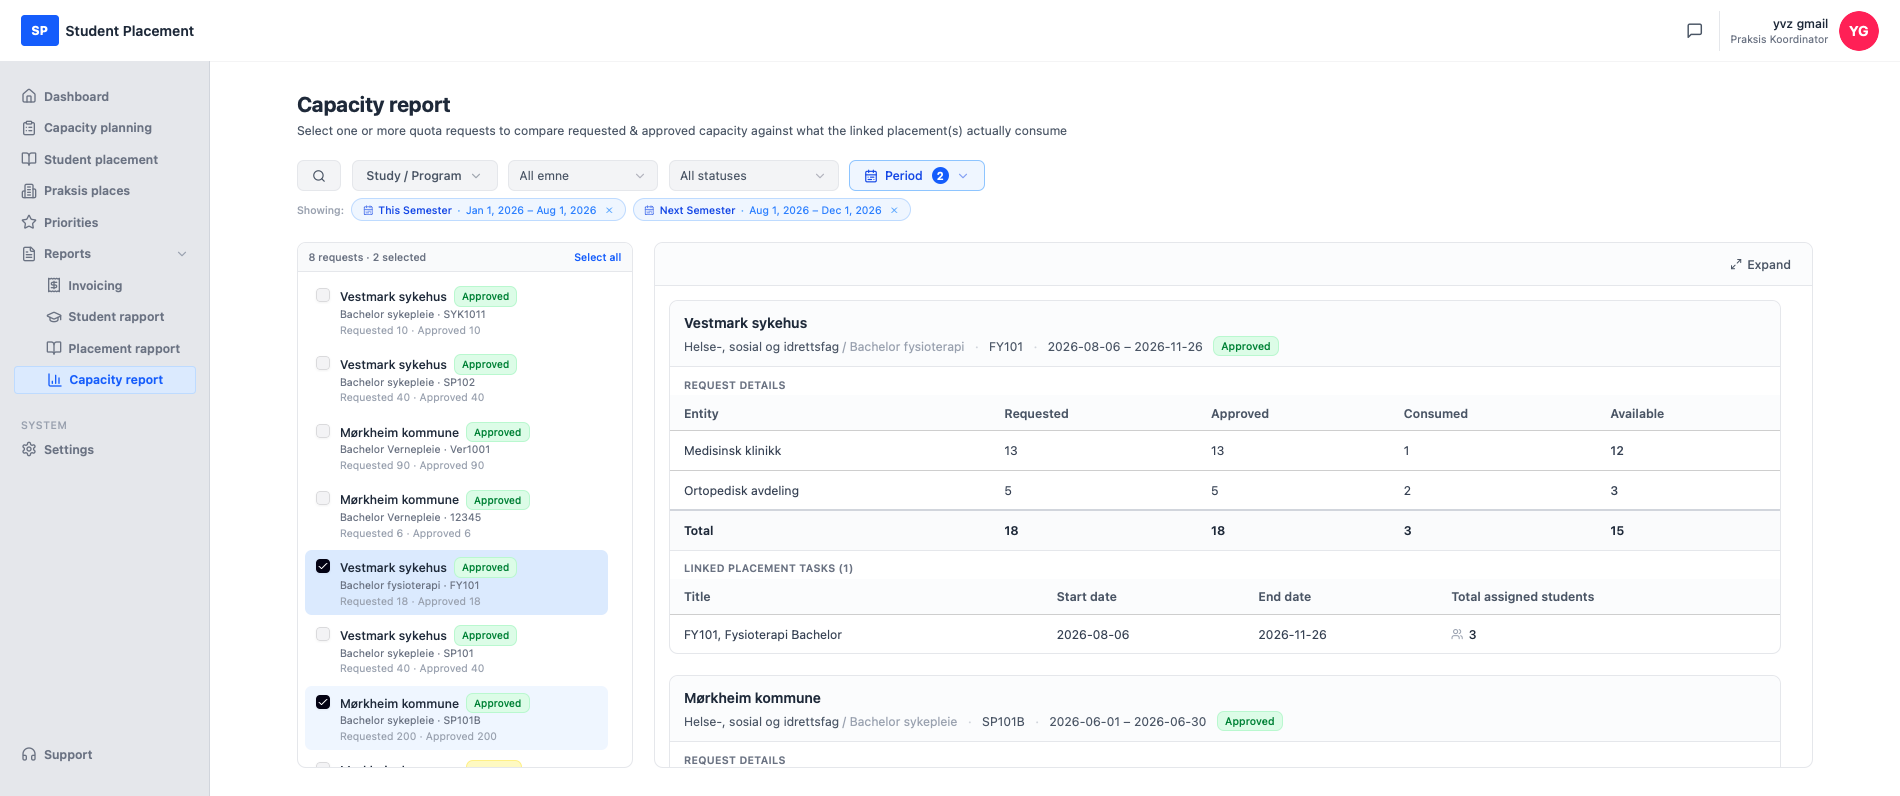 SP Student Placement
yvz gmail
Praksis Koordinator
YG
Dashboard
Capacity planning
Student placement
Praksis places
Priorities
Reports
Invoicing
Student rapport
Placement rapport
Capacity report
SYSTEM
Settings
Support
Capacity report
Select one or more quota requests to compare requested & approved capacity against what the linked placement(s) actually consume
Study / Program All emne All statuses Period 2
Showing: This Semester · Jan 1, 2026 – Aug 1, 2026 × Next Semester · Aug 1, 2026 – Dec 1, 2026 ×
8 requests · 2 selected Select all
Vestmark sykehus Approved
Bachelor sykepleie · SYK1011
Requested 10 · Approved 10
Vestmark sykehus Approved
Bachelor sykepleie · SP102
Requested 40 · Approved 40
Mørkheim kommune Approved
Bachelor Vernepleie · Ver1001
Requested 90 · Approved 90
Mørkheim kommune Approved
Bachelor Vernepleie · 12345
Requested 6 · Approved 6
Vestmark sykehus Approved
Bachelor fysioterapi · FY101
Requested 18 · Approved 18
Vestmark sykehus Approved
Bachelor sykepleie · SP101
Requested 40 · Approved 40
Mørkheim kommune Approved
Bachelor sykepleie · SP101B
Requested 200 · Approved 200
Expand
Vestmark sykehus
Helse-, sosial og idrettsfag / Bachelor fysioterapi · FY101 · 2026-08-06 – 2026-11-26 Approved
REQUEST DETAILS
Entity Requested Approved Consumed Available
Medisinsk klinikk 13 13 1 12
Ortopedisk avdeling 5 5 2 3
Total 18 18 3 15
LINKED PLACEMENT TASKS (1)
Title Start date End date Total assigned students
FY101, Fysioterapi Bachelor 2026-08-06 2026-11-26 3
Mørkheim kommune
Helse-, sosial og idrettsfag / Bachelor sykepleie · SP101B · 2026-06-01 – 2026-06-30 Approved
REQUEST DETAILS